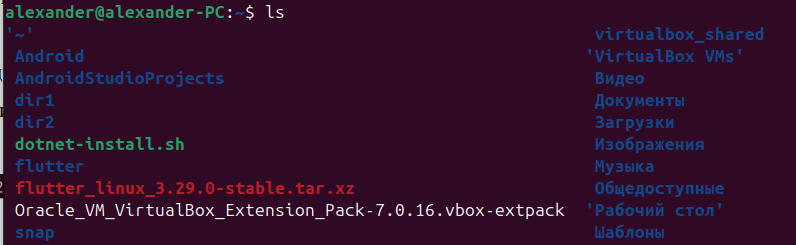 alexander@alexander-PC:~$ ls
'~' virtualbox_shared
Android 'VirtualBox VMs'
AndroidStudioProjects Видео
dir1 Документы
dir2 Загрузки
dotnet-install.sh Изображения
flutter Музыка
flutter_linux_3.29.0-stable.tar.xz Общедоступные
Oracle_VM_VirtualBox_Extension_Pack-7.0.16.vbox-extpack 'Рабочий стол'
snap Шаблоны